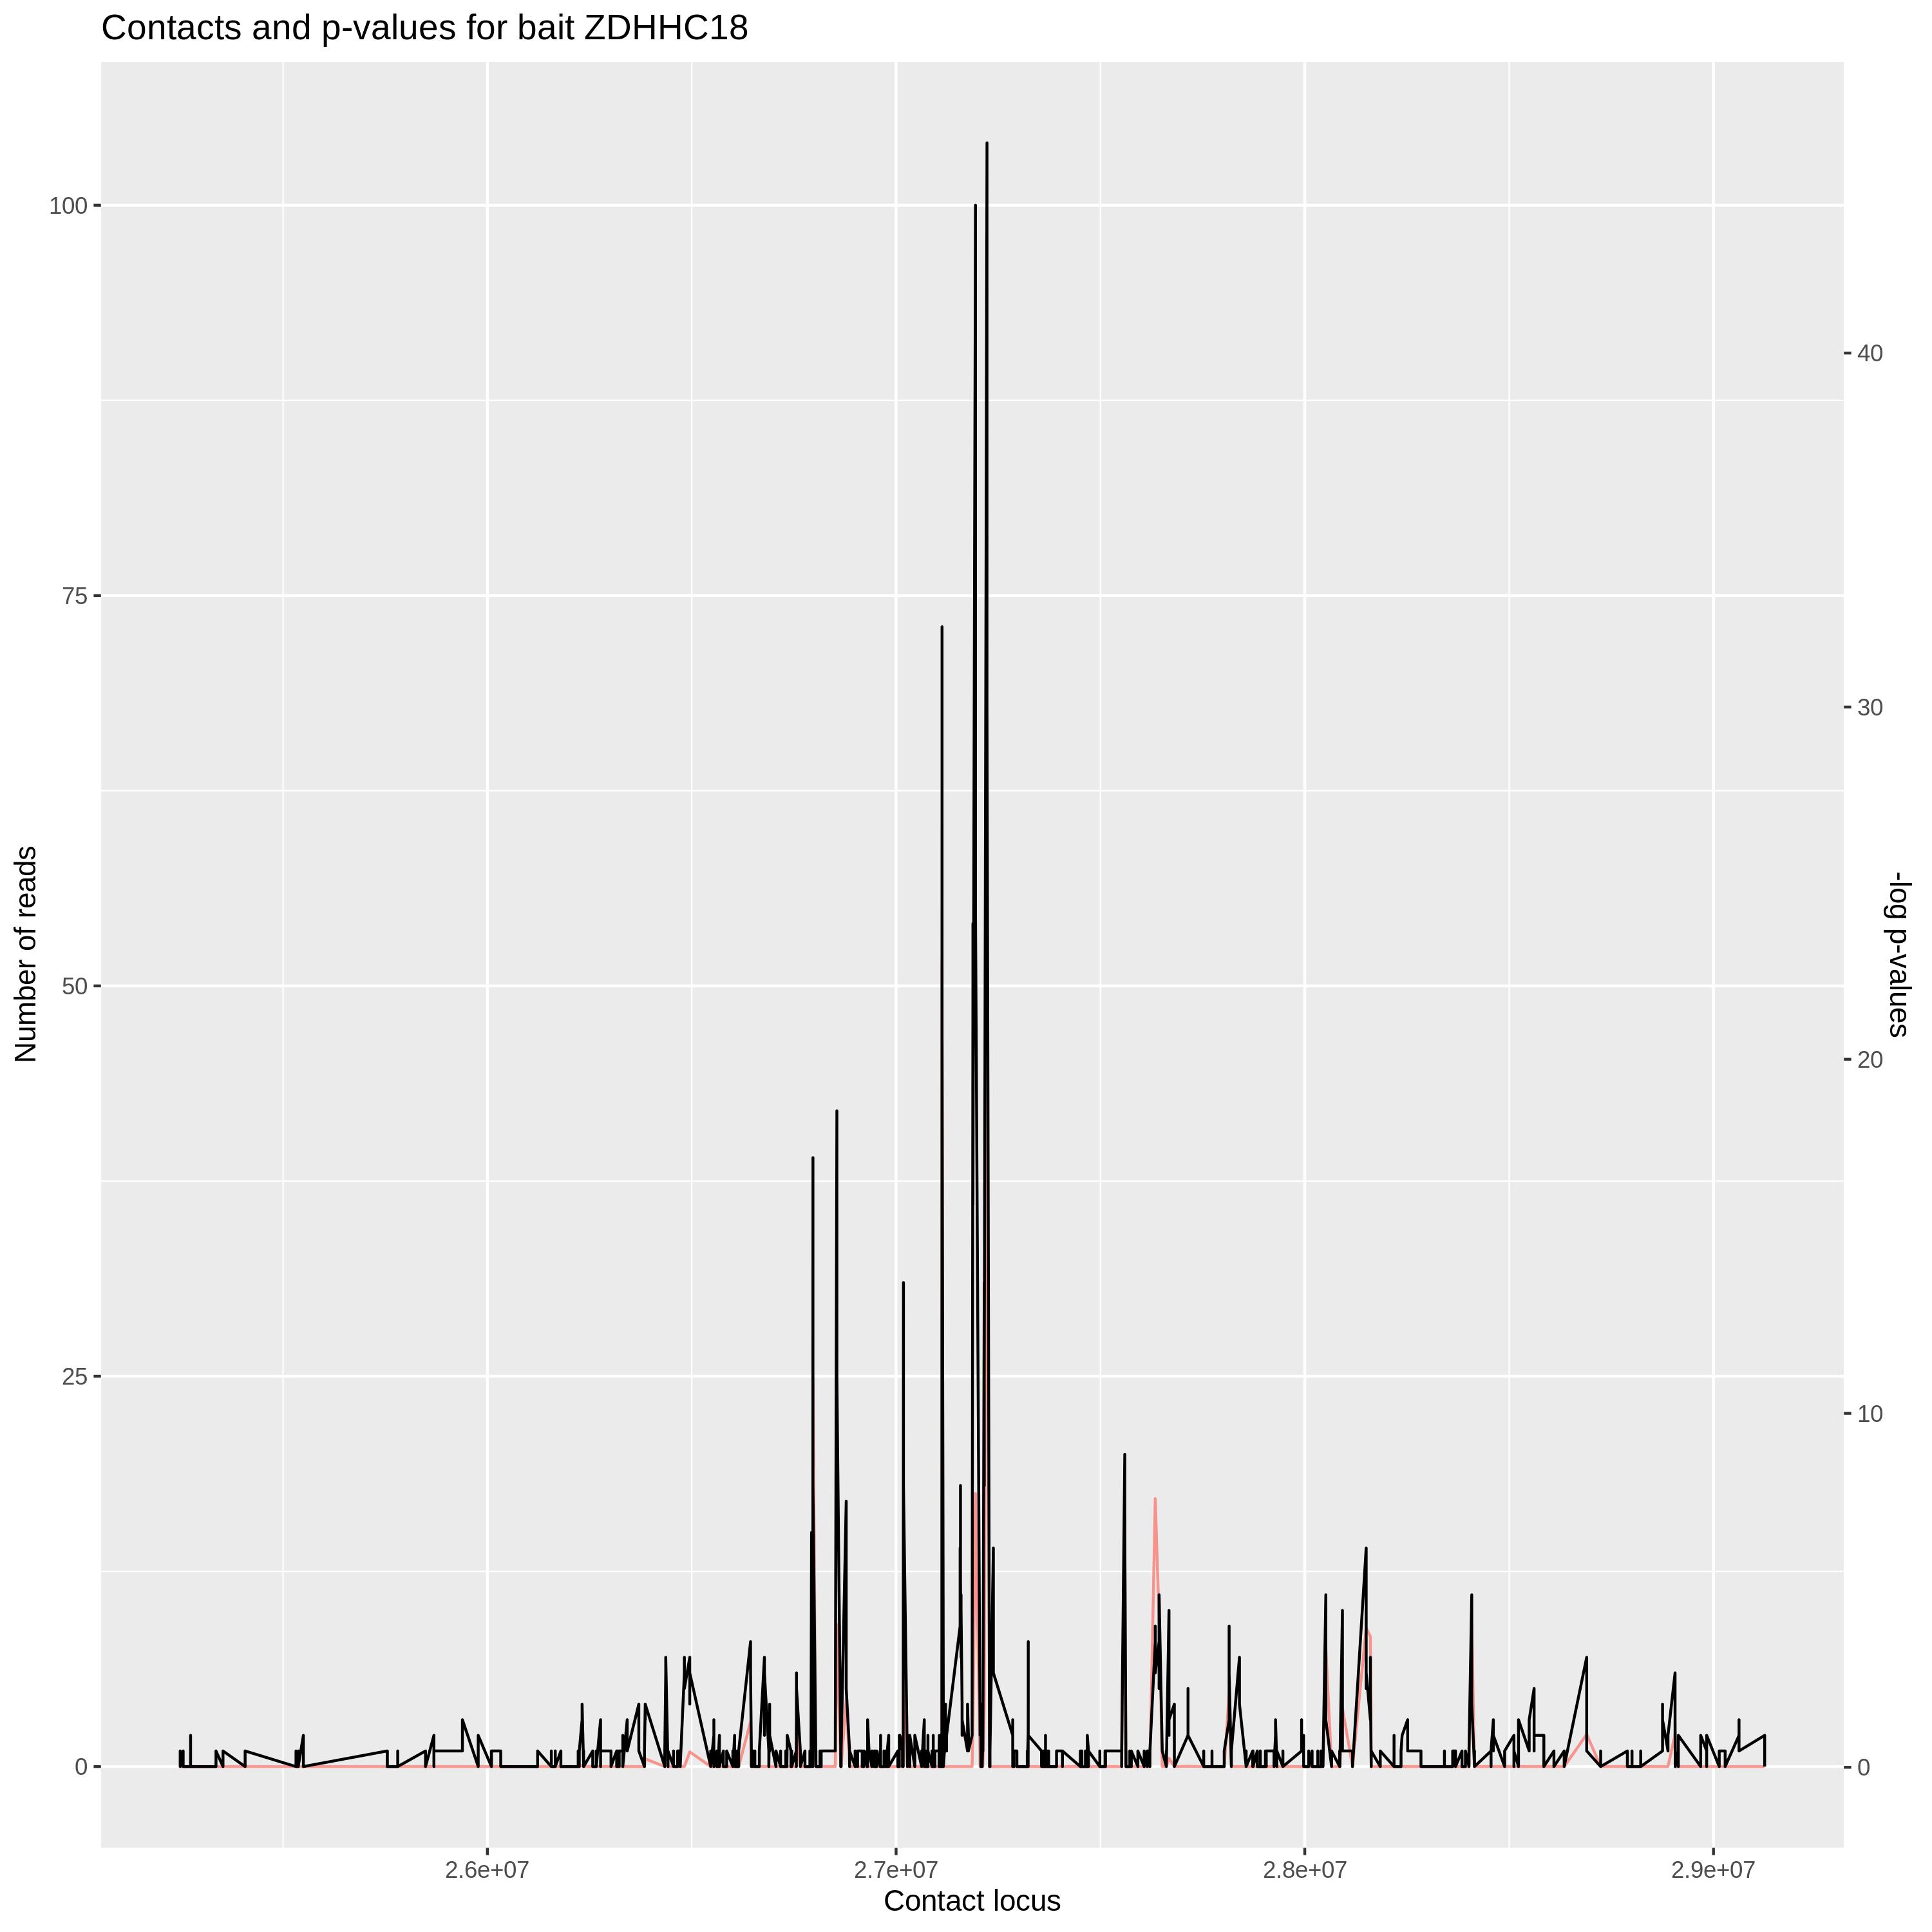 Contacts and p-values for bait ZDHHC18
100
75
50
25
0
Number of reads
40
30
20
10
0
-log p-values
2.6e+07 2.7e+07 2.8e+07 2.9e+07
Contact locus